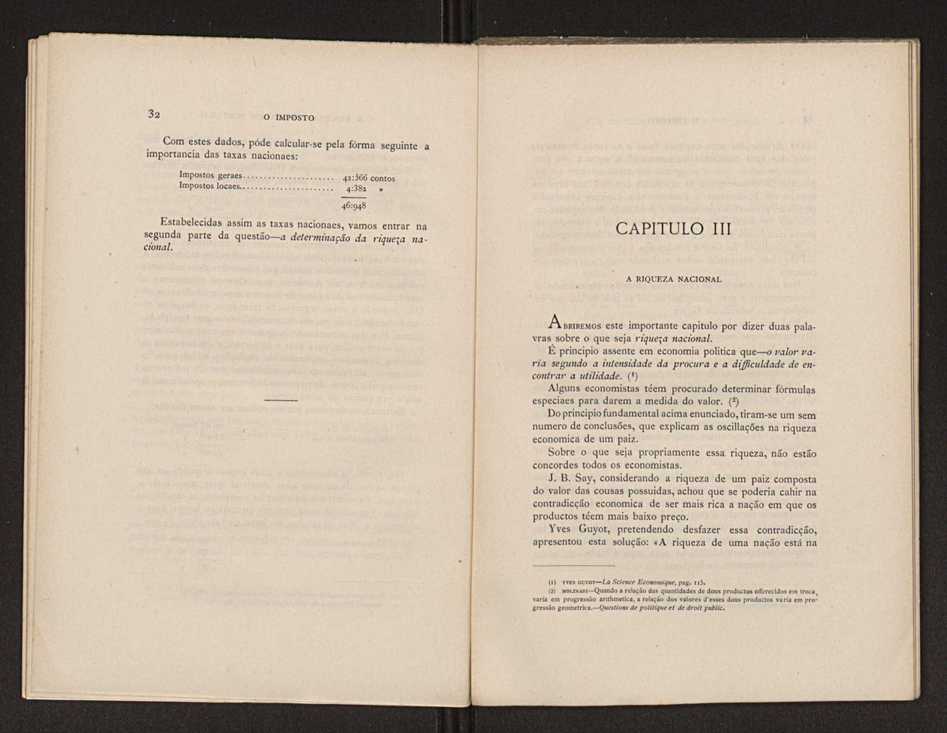 32
O IMPOSTO
Com estes dados, póde calcular-se pela fórma seguinte a
importancia das taxas nacionaes:
Impostos geraes...................... 42:566 contos
Impostos locaes...................... 4:382 »
46:948
Estabelecidas assim as taxas nacionaes, vamos entrar na
segunda parte da questão—a determinação da riqueza na-
cional.
CAPITULO III
A RIQUEZA NACIONAL
ABRIREMOS este importante capitulo por dizer duas pala-
vras sobre o que seja riqueza nacional.
É principio assente em economia politica que—o valor va-
ria segundo a intensidade da procura e a difficuldade de en-
contrar a utilidade. (1)
Alguns economistas téem procurado determinar fórmulas
especiaes para darem a medida do valor. (2)
Do principio fundamental acima enunciado, tiram-se um sem
numero de conclusões, que explicam as oscillações na riqueza
economica de um paiz.
Sobre o que seja propriamente essa riqueza, não estão
concordes todos os economistas.
J. B. Say, considerando a riqueza de um paiz composta
do valor das cousas possuidas, achou que se poderia cahir na
contradicção economica de ser mais rica a nação em que os
productos téem mais baixo preço.
Yves Guyot, pretendendo desfazer essa contradicção,
apresentou esta solução: «A riqueza de uma nação está na
(1) YVES GUYOT—La Science Economique, pag. 115.
(2) MOLINARI—Quando a relação das quantidades de dous productos offerecidos em troca,
varía em progressão arithmetica, a relação dos valores d'esses dous productos varía em pro-
gressão geometrica.—Questions de politique et de droit public.